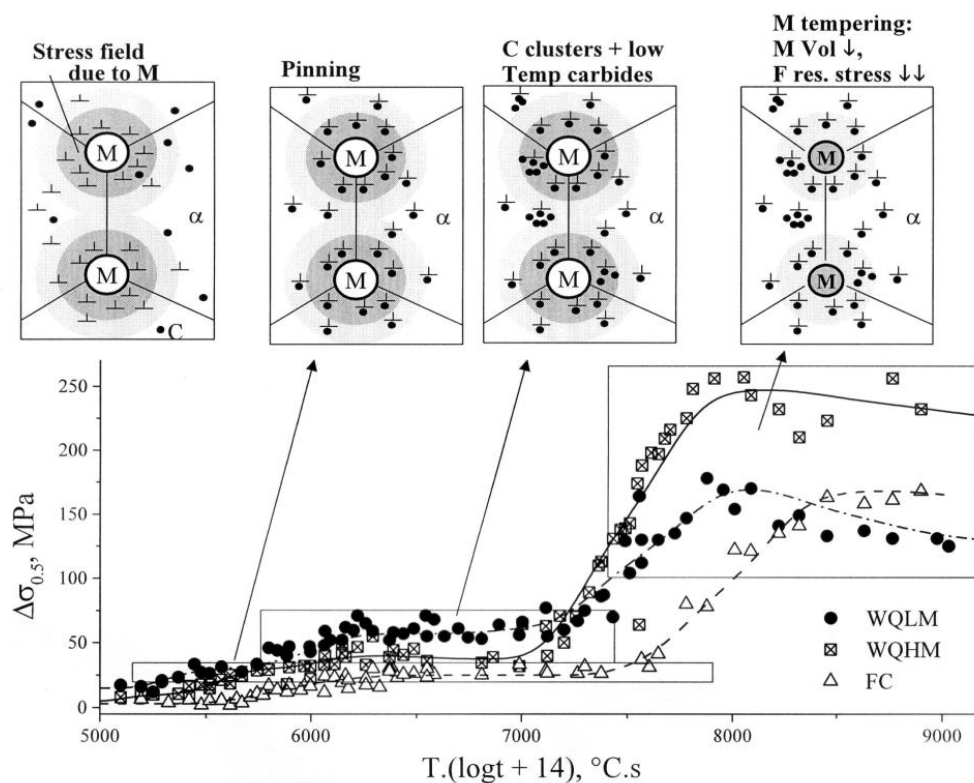 Stress field
due to M
Pinning
C clusters + low
Temp carbides
M tempering:
M Vol ↓,
F res. stress ↓↓
M
M
α
C
M
M
α
M
M
α
M
M
α
250
200
150
100
50
0
Δσ0.5, MPa
WQLM
WQHM
FC
5000
6000
7000
8000
9000
T.(logt + 14), °C.s